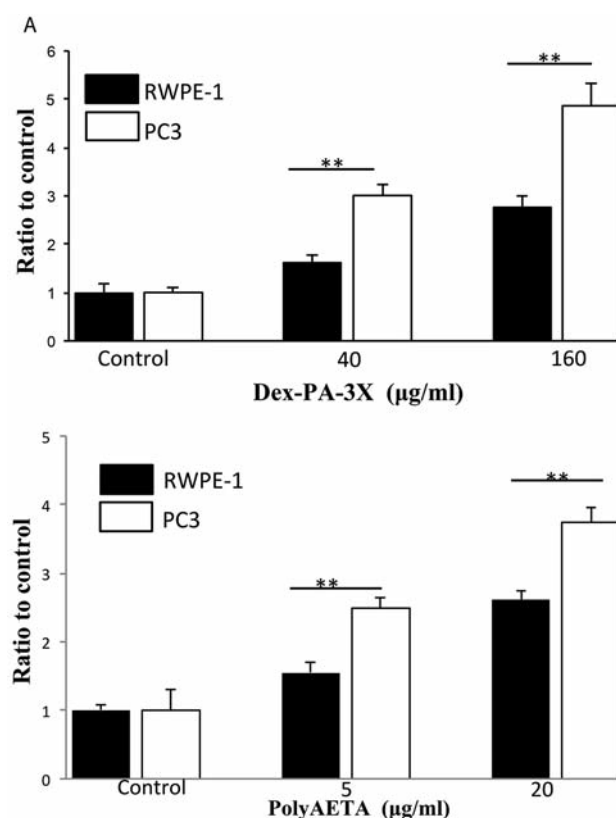 A
6
5
4
3
2
1
0
Ratio to control
RWPE-1
PC3
**
**
Control 40 160
Dex-PA-3X (µg/ml)
5
4
3
2
1
0
Ratio to control
RWPE-1
PC3
**
**
Control 5 20
PolyAETA (µg/ml)